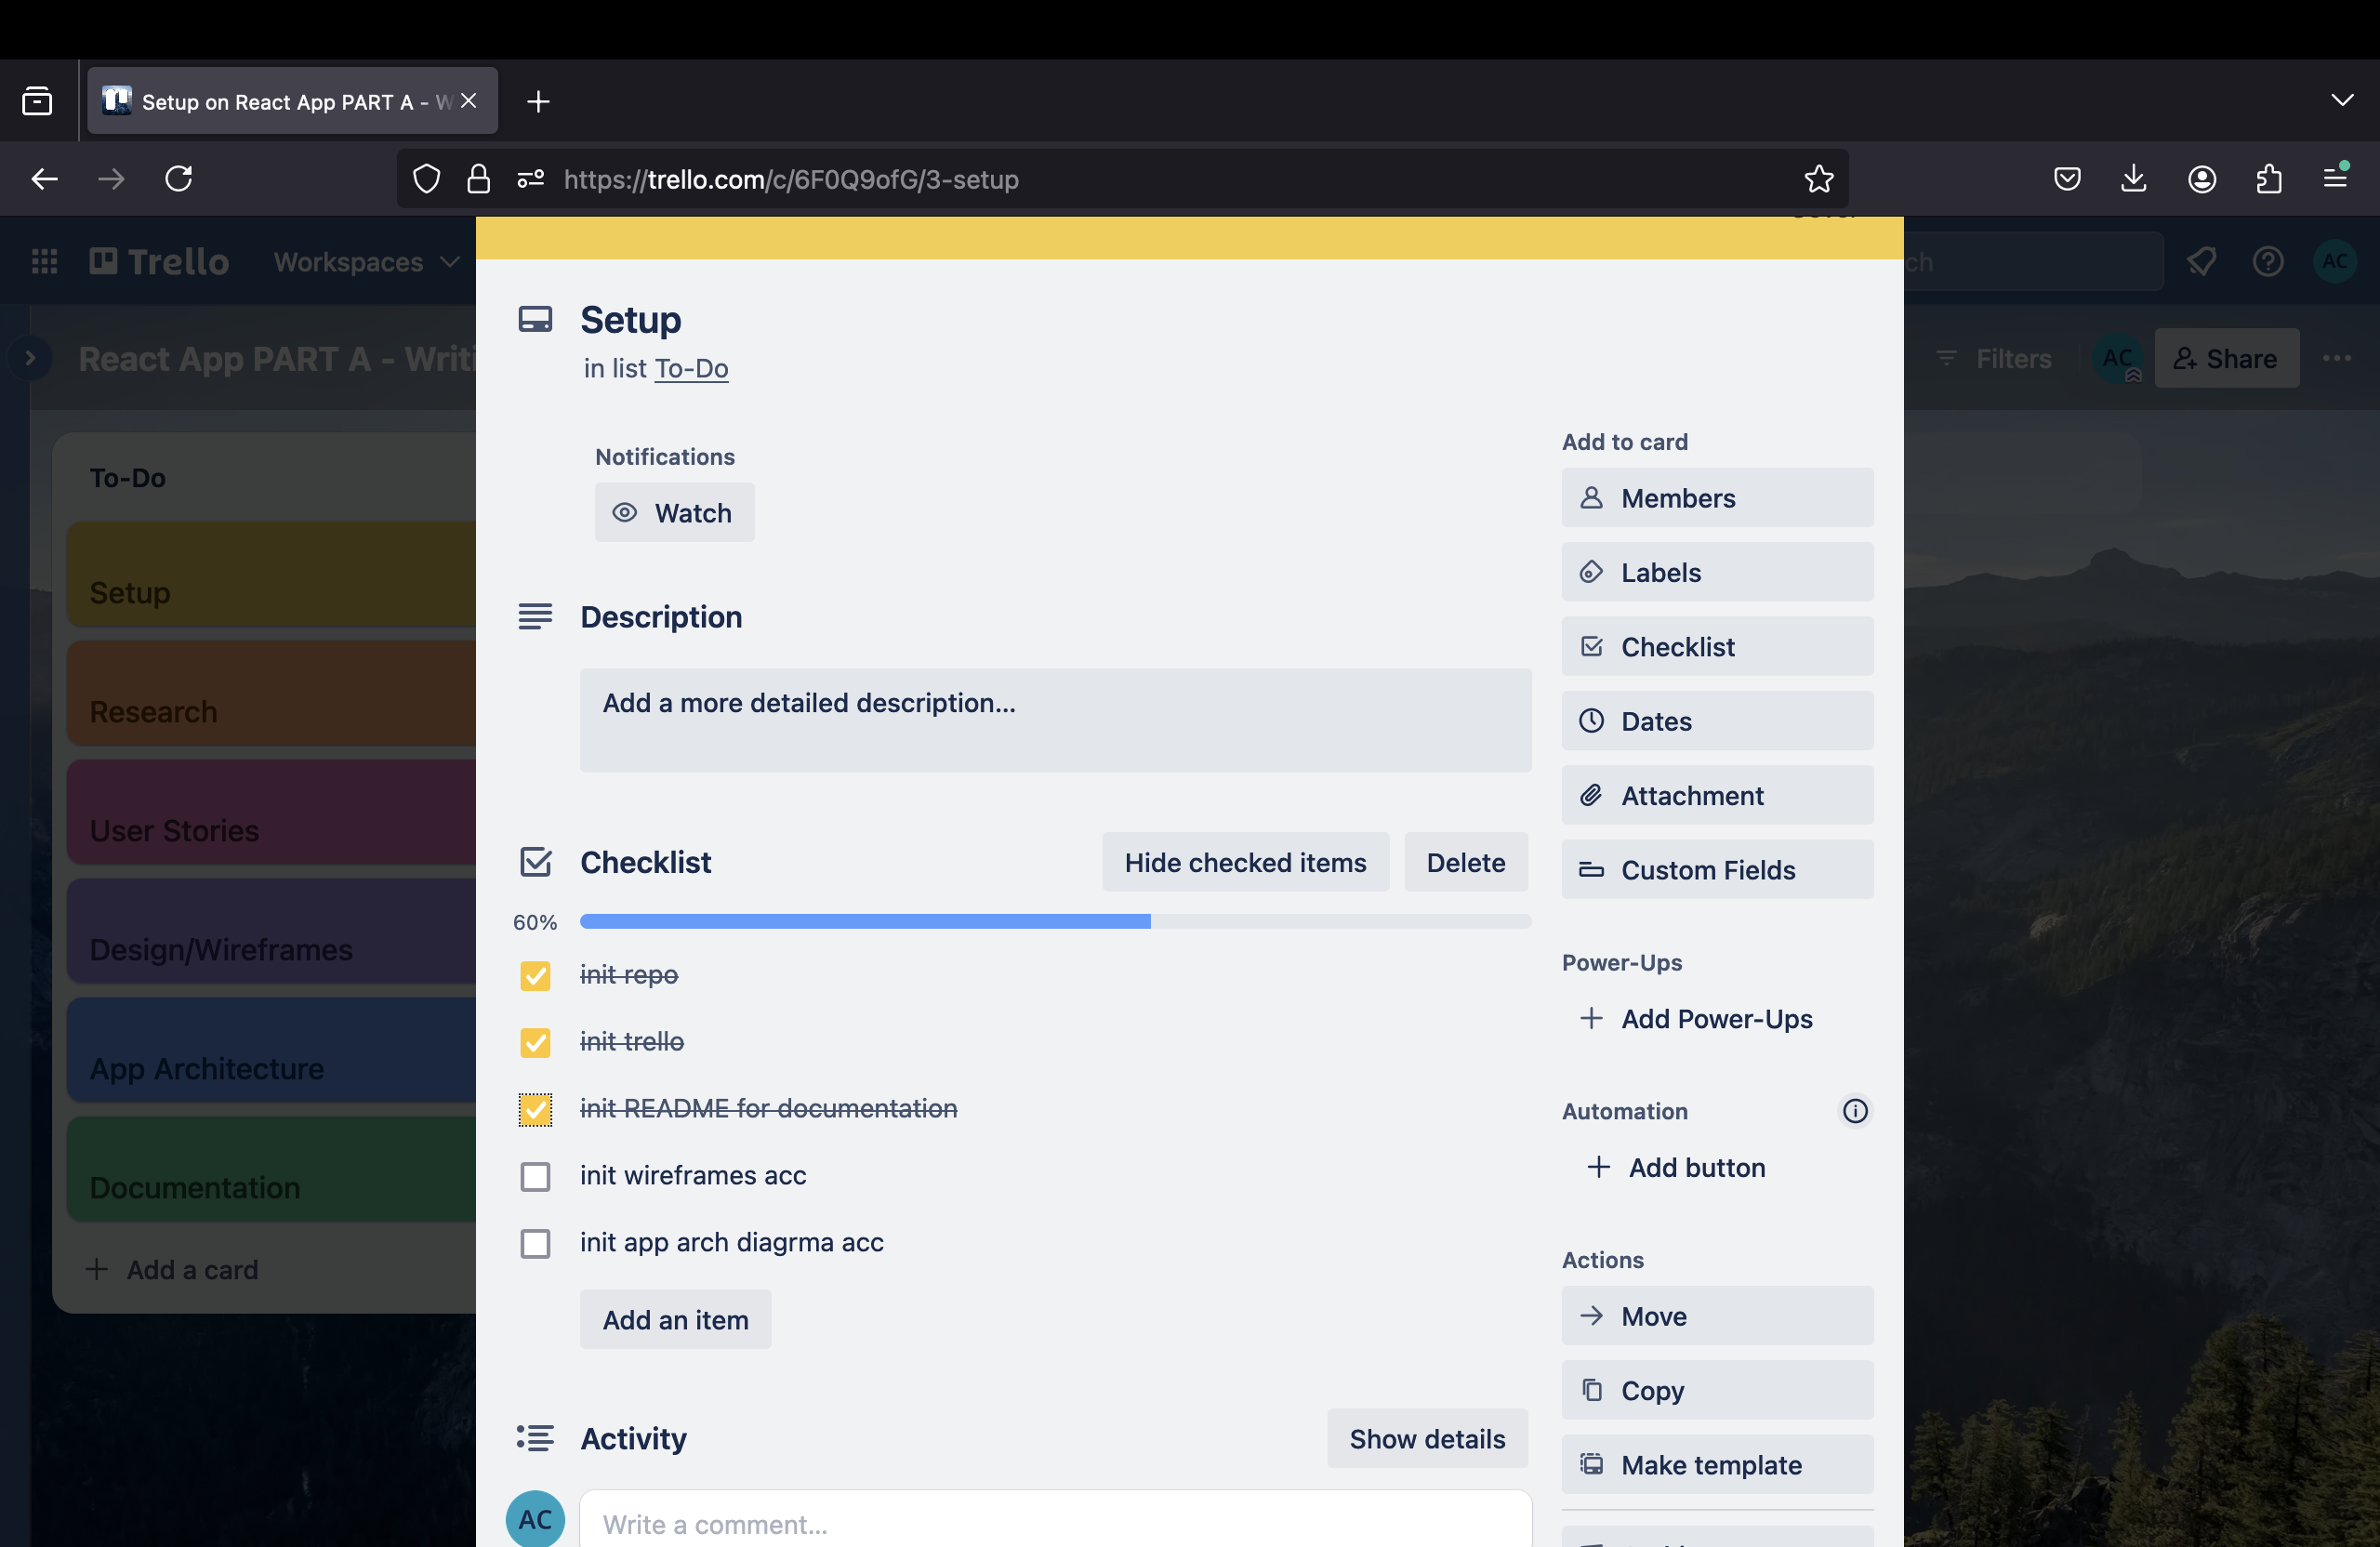 Setup on React App PART A - W
https://trello.com/c/6F0Q9ofG/3-setup
Trello
Workspaces
ch
AC
React App PART A - Writi
Filters
AC
Share
To-Do
Setup
Research
User Stories
Design/Wireframes
App Architecture
Documentation
Add a card
Setup
in list To-Do
Notifications
Watch
Description
Add a more detailed description...
Checklist
Hide checked items
Delete
60%
init repo
init trello
init README for documentation
init wireframes acc
init app arch diagrma acc
Add an item
Activity
Show details
AC
Write a comment...
Add to card
Members
Labels
Checklist
Dates
Attachment
Custom Fields
Power-Ups
Add Power-Ups
Automation
Add button
Actions
Move
Copy
Make template